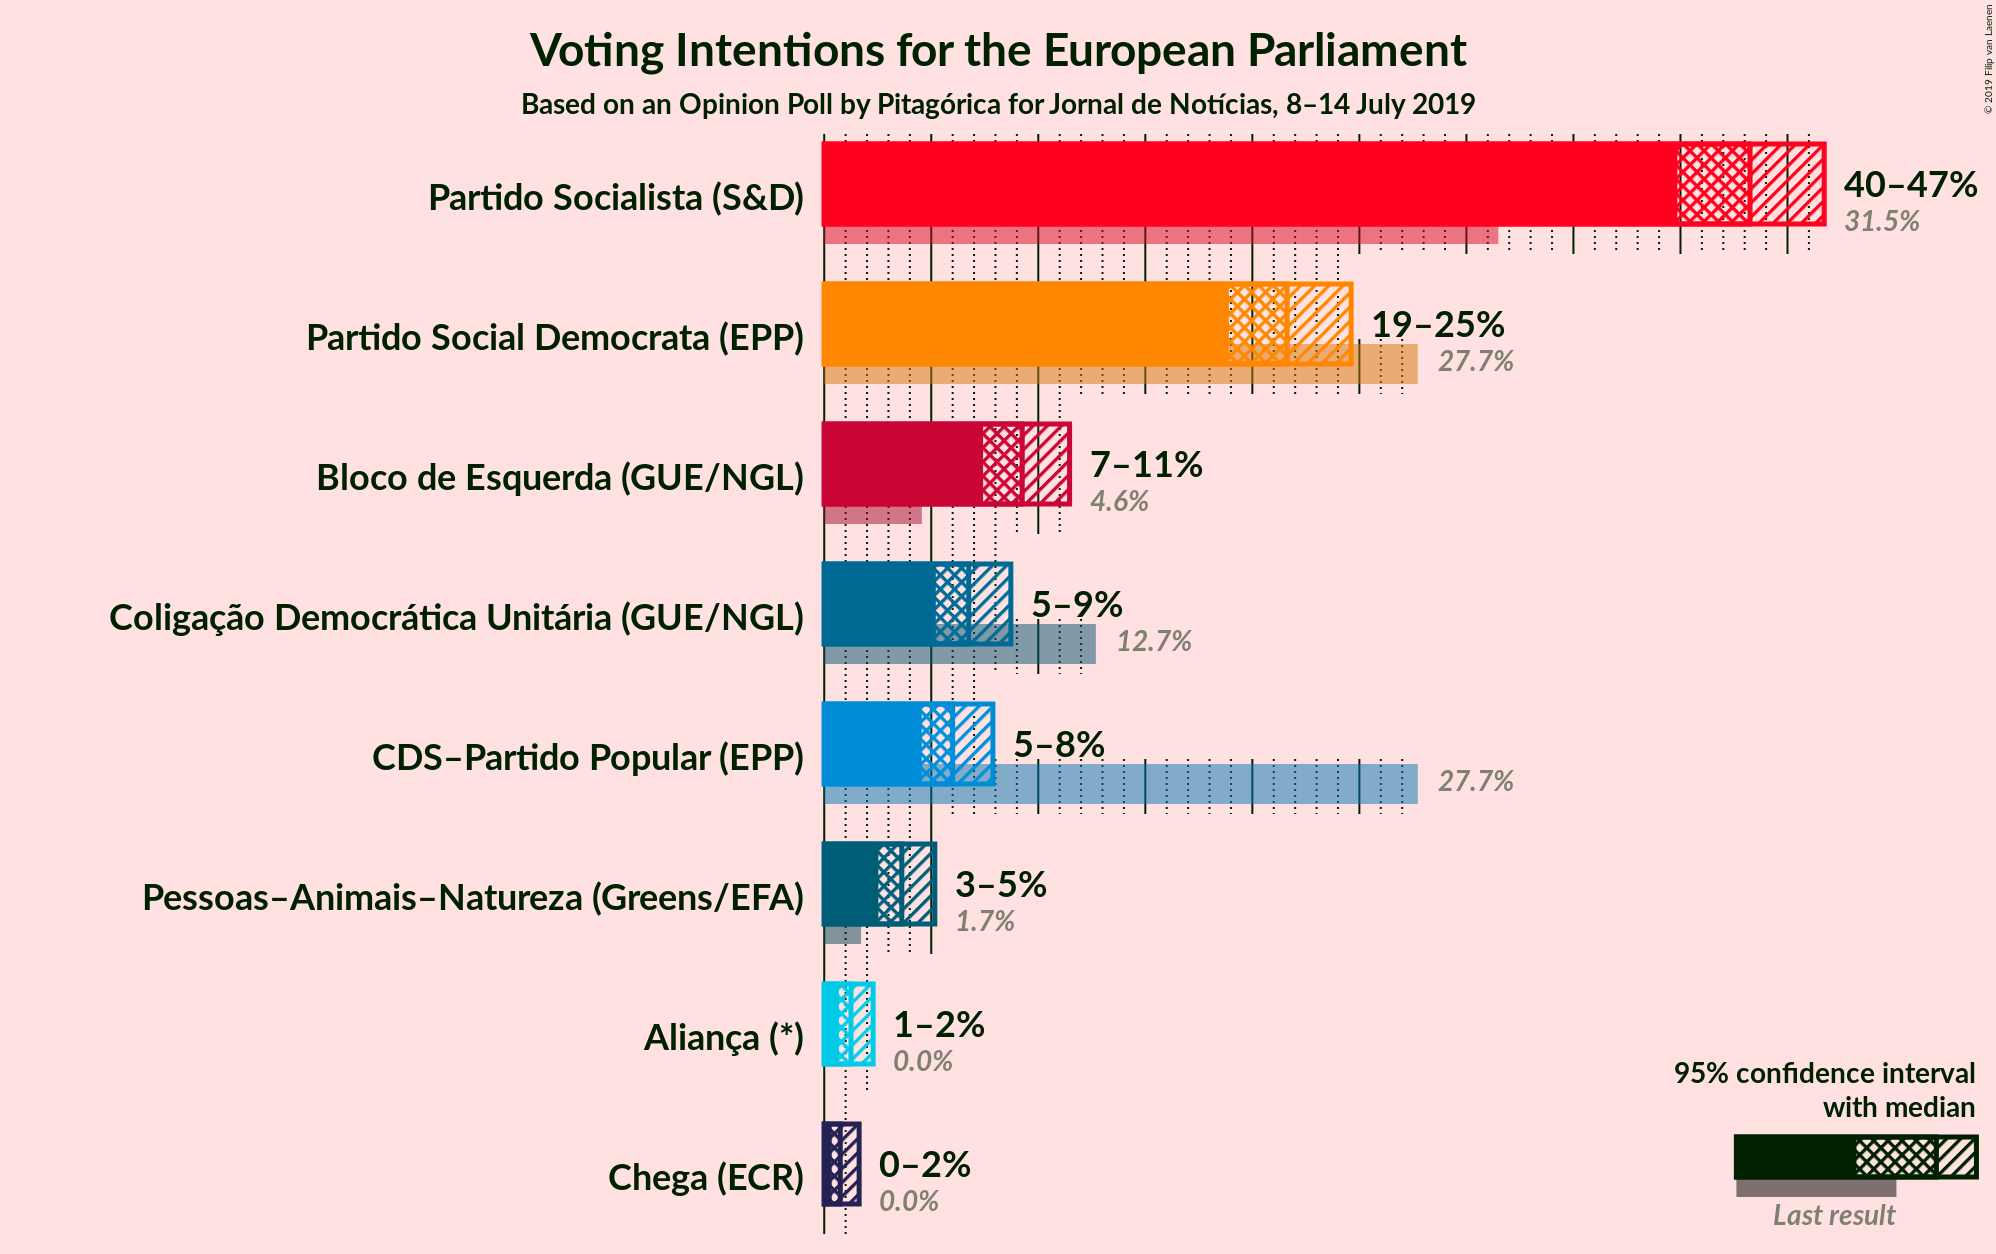 Voting Intentions for the European Parliament
Based on an Opinion Poll by Pitagórica for Jornal de Notícias, 8–14 July 2019
© 2019 Filip van Laenen
Partido Socialista (S&D)
40–47%
31.5%
Partido Social Democrata (EPP)
19–25%
27.7%
Bloco de Esquerda (GUE/NGL)
7–11%
4.6%
Coligação Democrática Unitária (GUE/NGL)
5–9%
12.7%
CDS–Partido Popular (EPP)
5–8%
27.7%
Pessoas–Animais–Natureza (Greens/EFA)
3–5%
1.7%
Aliança (*)
1–2%
0.0%
Chega (ECR)
0–2%
0.0%
95% confidence interval
with median
Last result